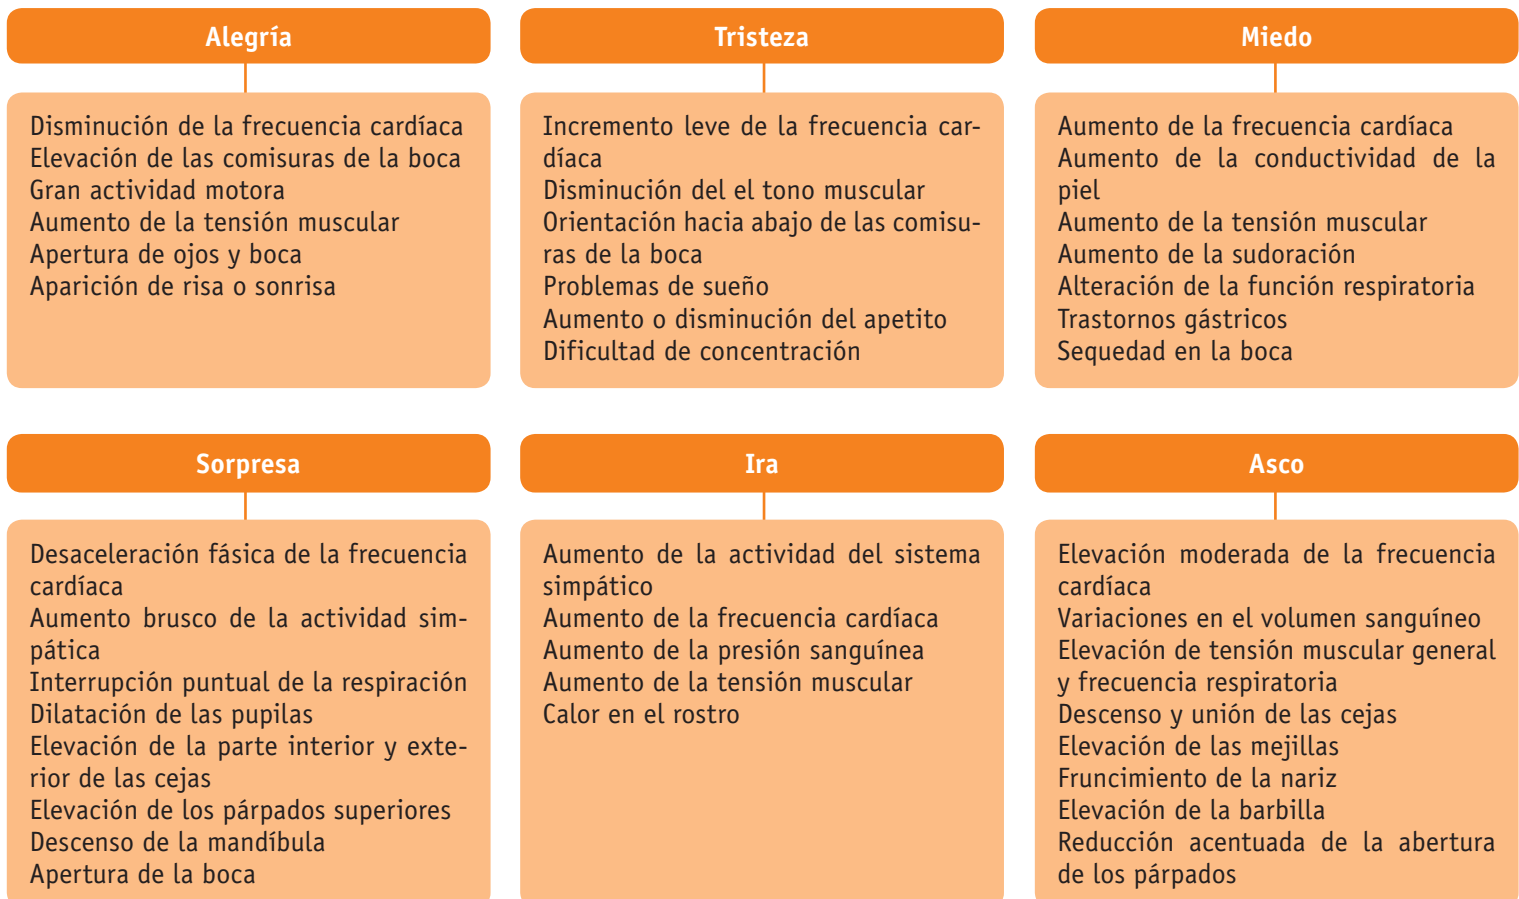 Alegría
Disminución de la frecuencia cardíaca
Elevación de las comisuras de la boca
Gran actividad motora
Aumento de la tensión muscular
Apertura de ojos y boca
Aparición de risa o sonrisa
Tristeza
Incremento leve de la frecuencia car-
díaca
Disminución del el tono muscular
Orientación hacia abajo de las comisu-
ras de la boca
Problemas de sueño
Aumento o disminución del apetito
Dificultad de concentración
Miedo
Aumento de la frecuencia cardíaca
Aumento de la conductividad de la
piel
Aumento de la tensión muscular
Aumento de la sudoración
Alteración de la función respiratoria
Trastornos gástricos
Sequedad en la boca
Sorpresa
Desaceleración fásica de la frecuencia
cardíaca
Aumento brusco de la actividad sim-
pática
Interrupción puntual de la respiración
Dilatación de las pupilas
Elevación de la parte interior y exte-
rior de las cejas
Elevación de los párpados superiores
Descenso de la mandíbula
Apertura de la boca
Ira
Aumento de la actividad del sistema
simpático
Aumento de la frecuencia cardíaca
Aumento de la presión sanguínea
Aumento de la tensión muscular
Calor en el rostro
Asco
Elevación moderada de la frecuencia
cardíaca
Variaciones en el volumen sanguíneo
Elevación de tensión muscular general
y frecuencia respiratoria
Descenso y unión de las cejas
Elevación de las mejillas
Fruncimiento de la nariz
Elevación de la barbilla
Reducción acentuada de la abertura
de los párpados